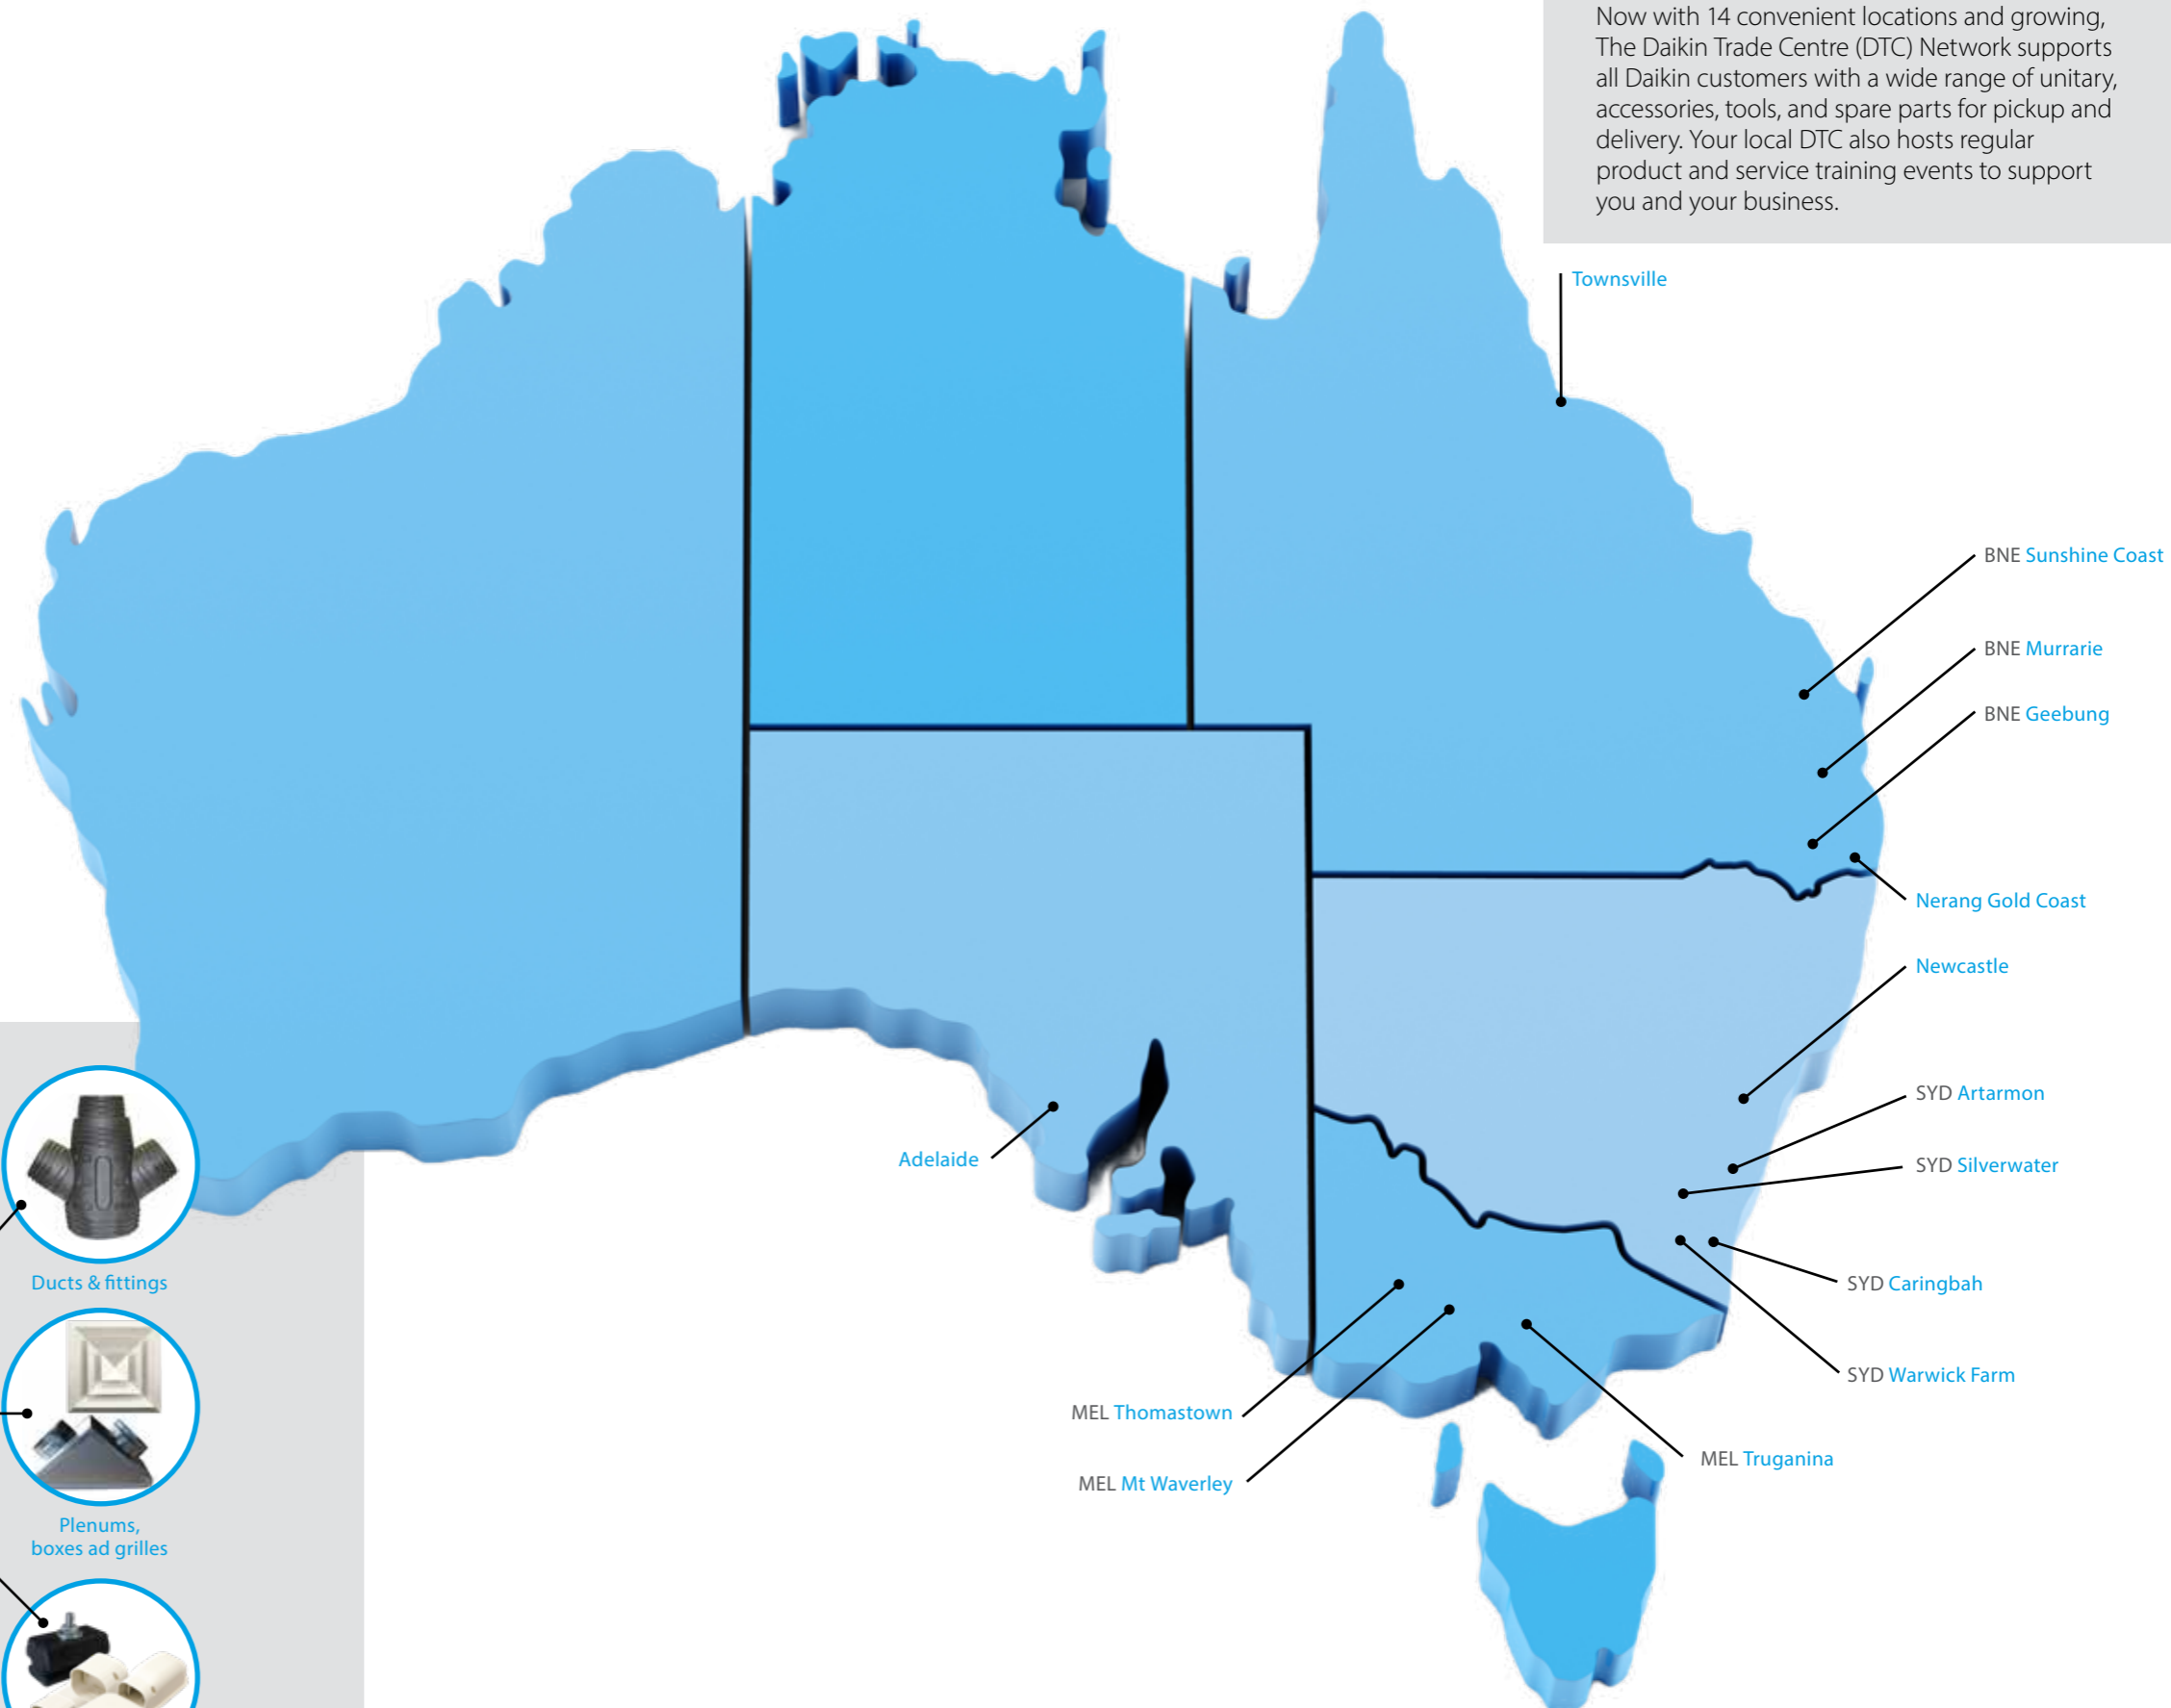 Now with 14 convenient locations and growing,
The Daikin Trade Centre (DTC) Network supports
all Daikin customers with a wide range of unitary,
accessories, tools, and spare parts for pickup and
delivery. Your local DTC also hosts regular
product and service training events to support
you and your business.
Townsville
BNE Sunshine Coast
BNE Murrarie
BNE Geebung
Nerang Gold Coast
Newcastle
SYD Artarmon
SYD Silverwater
SYD Caringbah
SYD Warwick Farm
Adelaide
MEL Thomastown
MEL Mt Waverley
MEL Truganina
Ducts & fittings
Plenums,
boxes ad grilles